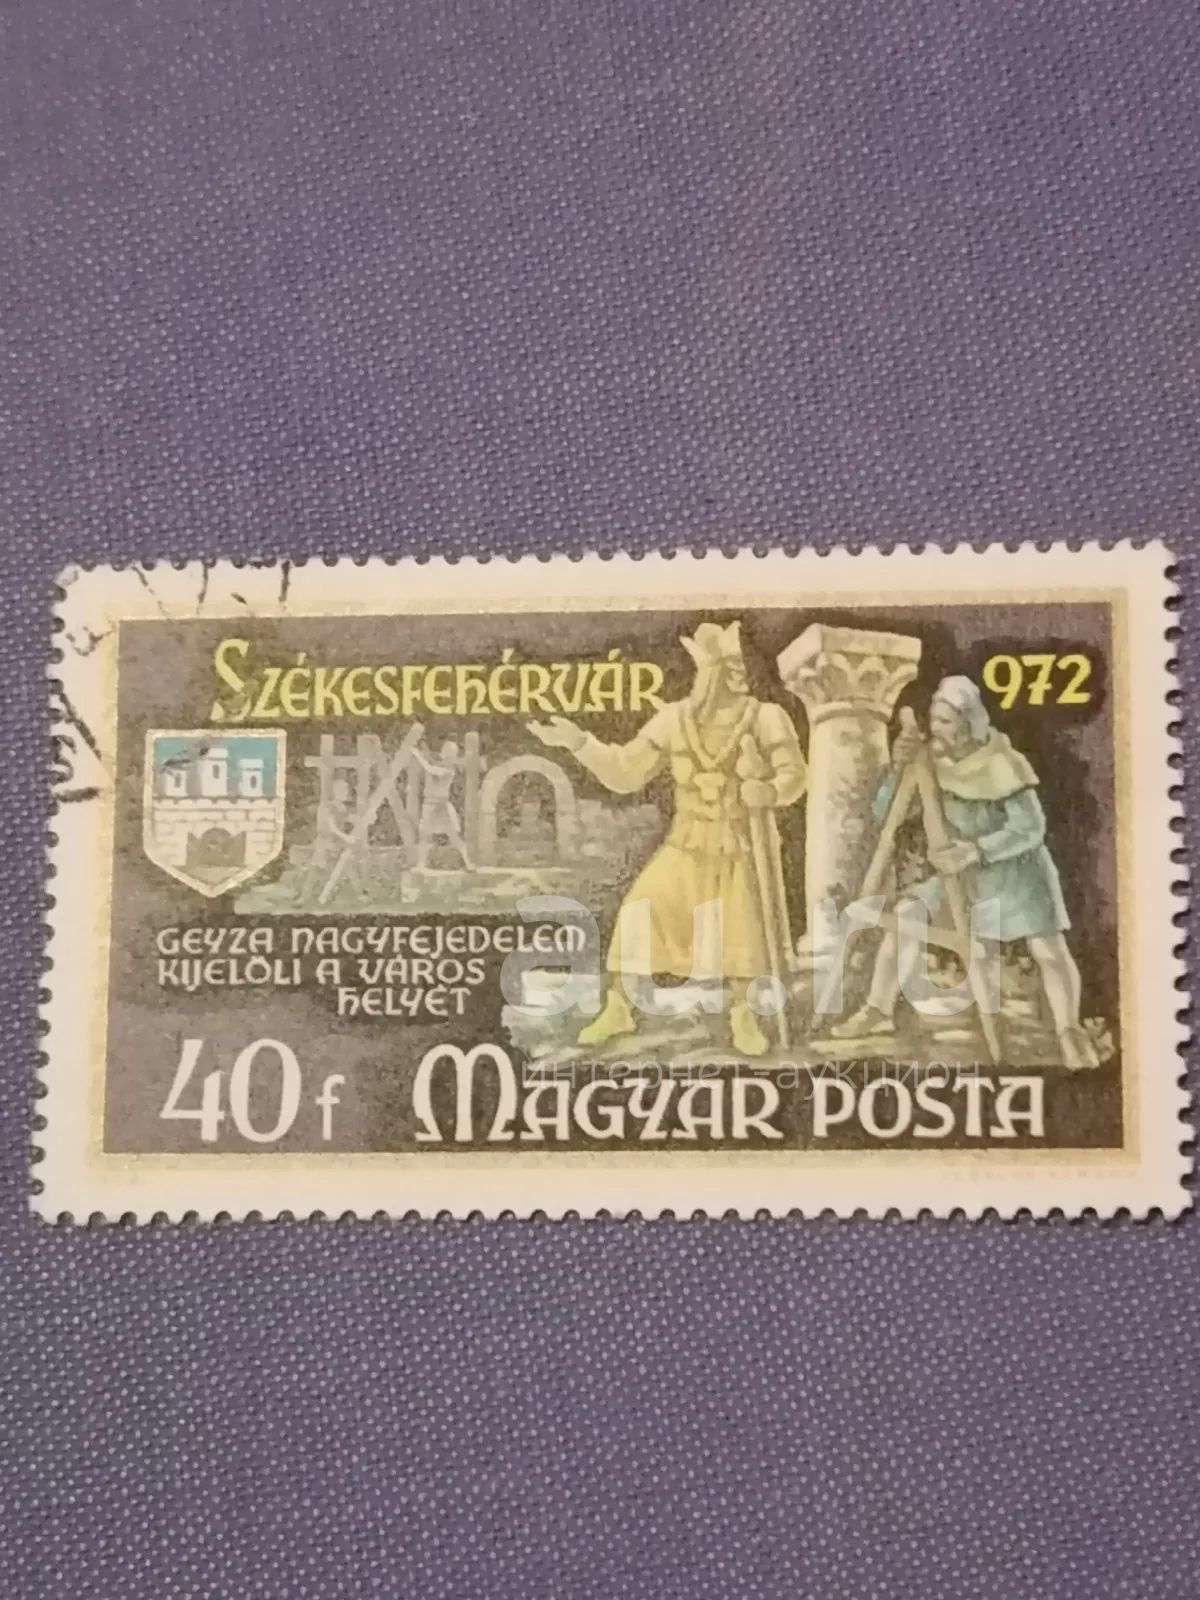 SZÉKESFEHÉRVÁR 972
GEYZA NAGYFEJEDELEM
KIJELÖLI A VÁROS
HELYÉT
au.ru
интернет-аукцион
40 f MAGYAR POSTA